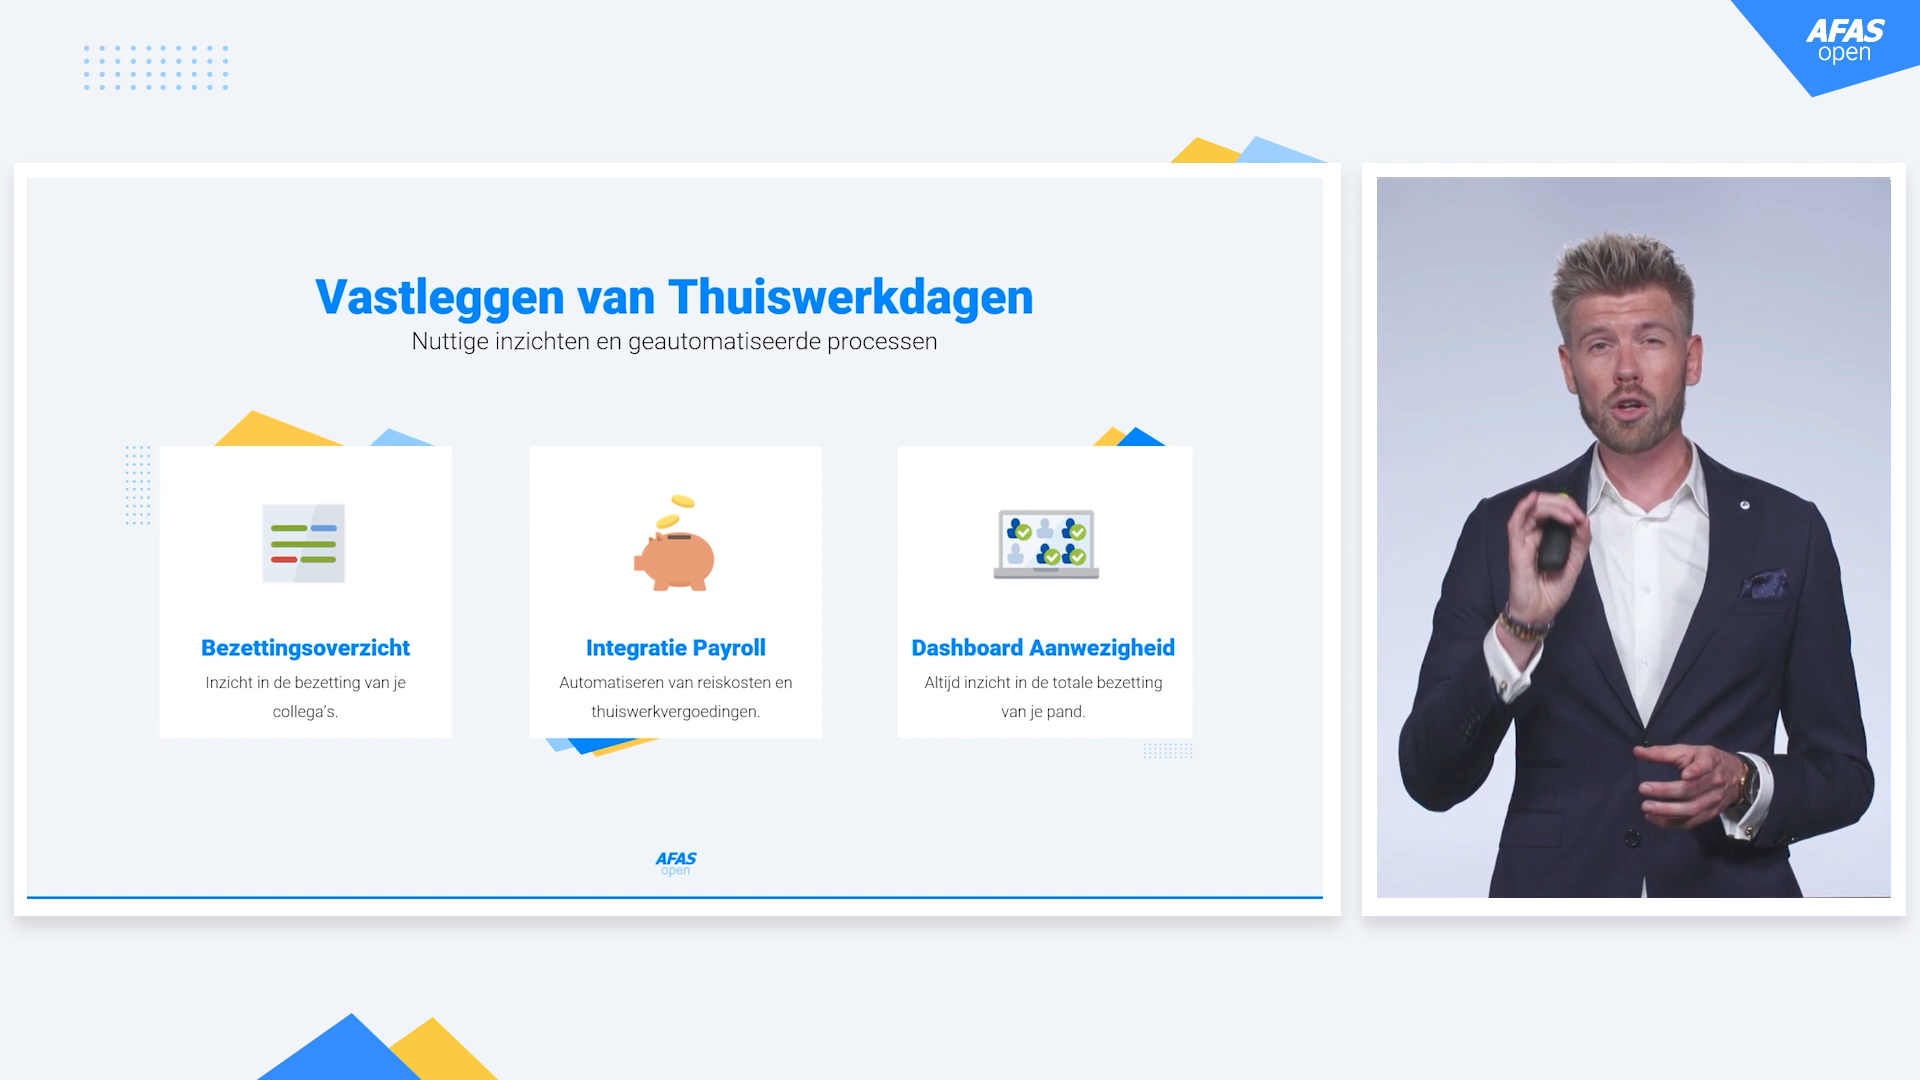 AFAS
open
Vastleggen van Thuiswerkdagen
Nuttige inzichten en geautomatiseerde processen
Bezettingsoverzicht
Inzicht in de bezetting van je
collega's.
Integratie Payroll
Automatiseren van reiskosten en
thuiswerkvergoedingen.
Dashboard Aanwezigheid
Altijd inzicht in de totale bezetting
van je pand.
AFAS
open